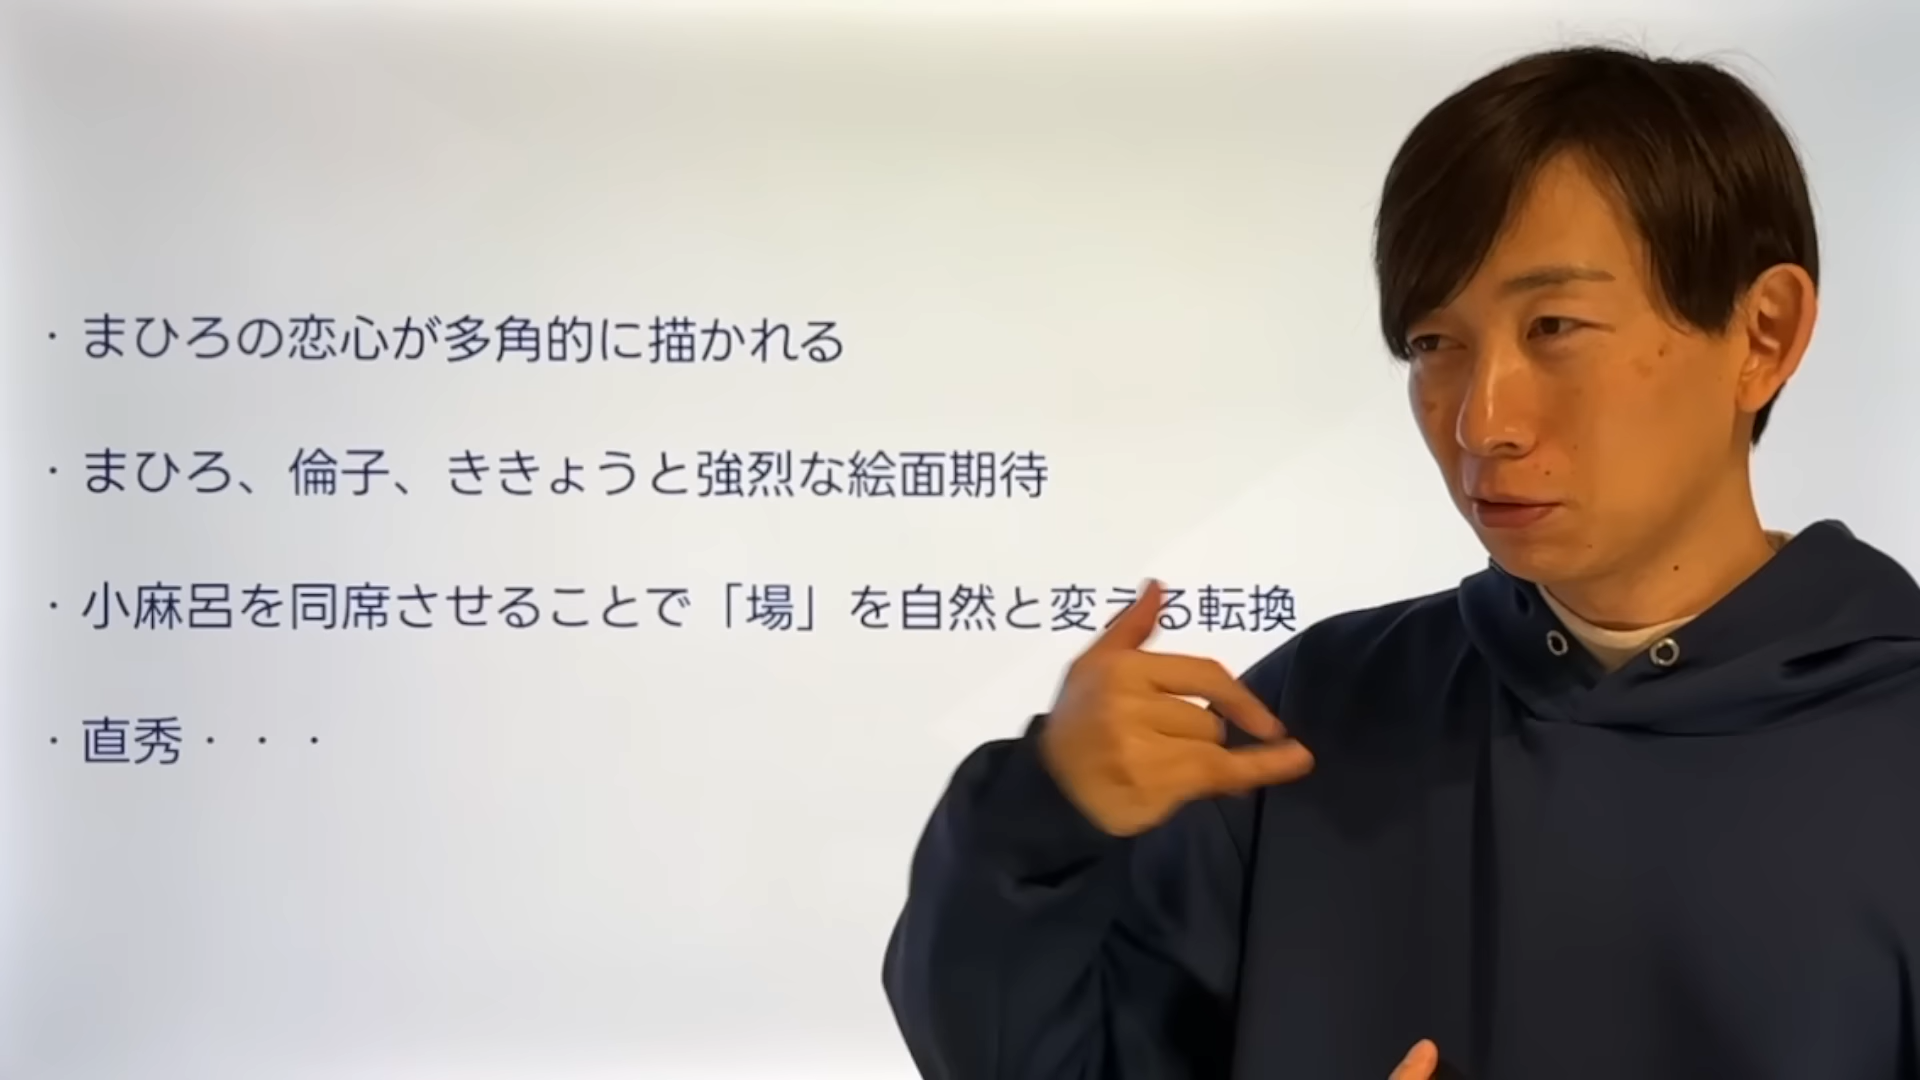 ・まひろの恋心が多角的に描かれる
・まひろ、倫子、ききょうと強烈な絵面期待
・小麻呂を同席させることで「場」を自然と変える転換
・直秀・・・